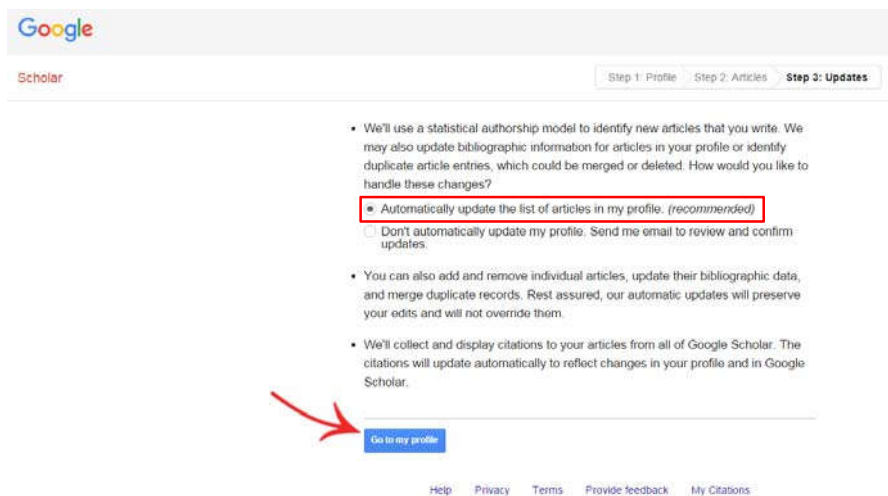 Google
Scholar
Step 1: Profile Step 2: Articles Step 3: Updates
We'll use a statistical authorship model to identify new articles that you write. We
may also update bibliographic information for articles in your profile or identify
duplicate article entries, which could be merged or deleted. How would you like to
handle these changes?
Automatically update the list of articles in my profile. (recommended)
Don't automatically update my profile. Send me email to review and confirm
updates.
You can also add and remove individual articles, update their bibliographic data,
and merge duplicate records. Rest assured, our automatic updates will preserve
your edits and will not override them.
We'll collect and display citations to your articles from all of Google Scholar. The
citations will update automatically to reflect changes in your profile and in Google
Scholar.
Go to my profile
Help Privacy Terms Provide feedback My Citations